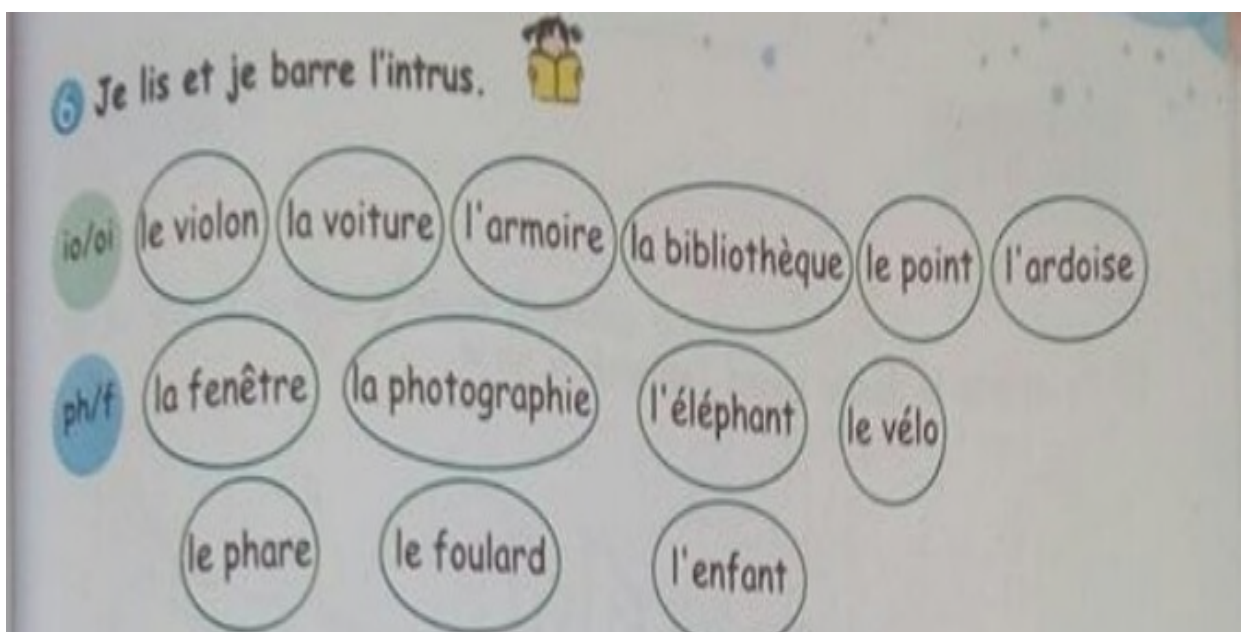 6 Je lis et je barre l'intrus.
io/oi le violon la voiture l'armoire la bibliothèque le point l'ardoise
ph/f la fenêtre la photographie l'éléphant le vélo
le phare le foulard l'enfant